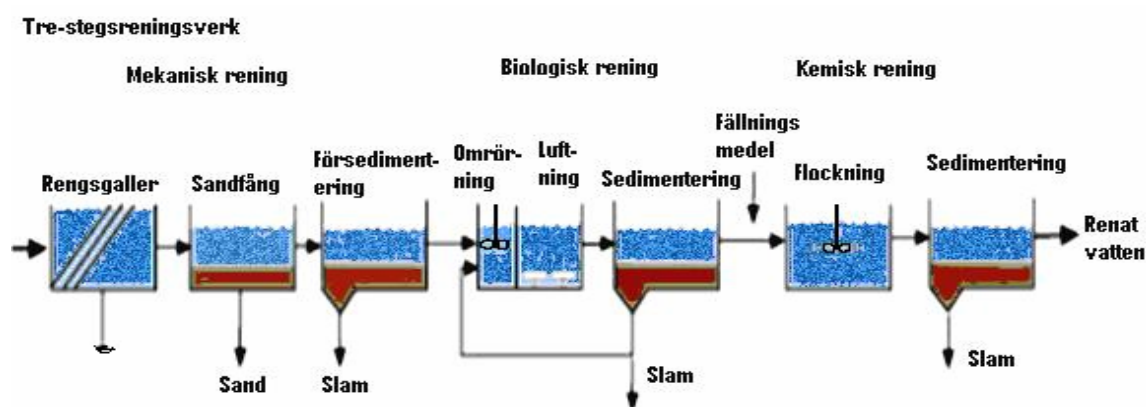 Tre-stegsreningsverk
Mekanisk rening
Biologisk rening
Kemisk rening
Rengsgaller
Sandfång
Försediment-
ering
Omrör-
ning
Luft-
ning
Sedimentering
Fällnings
medel
Flockning
Sedimentering
Renat
vatten
Sand
Slam
Slam
Slam